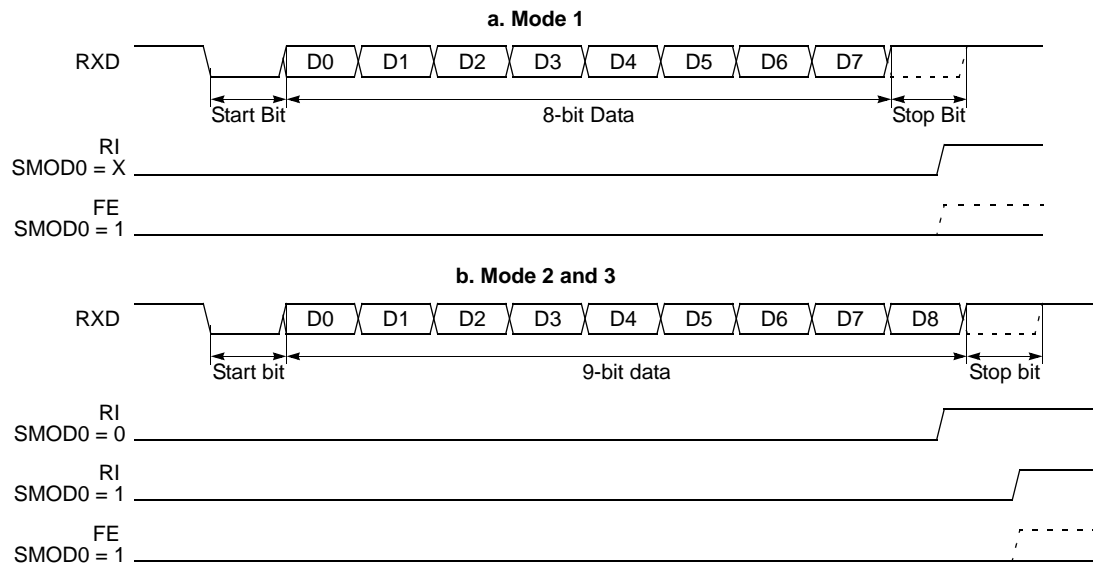 a. Mode 1
RXD D0 D1 D2 D3 D4 D5 D6 D7
Start Bit 8-bit Data Stop Bit
RI
SMOD0 = X
FE
SMOD0 = 1
b. Mode 2 and 3
RXD D0 D1 D2 D3 D4 D5 D6 D7 D8
Start bit 9-bit data Stop bit
RI
SMOD0 = 0
RI
SMOD0 = 1
FE
SMOD0 = 1